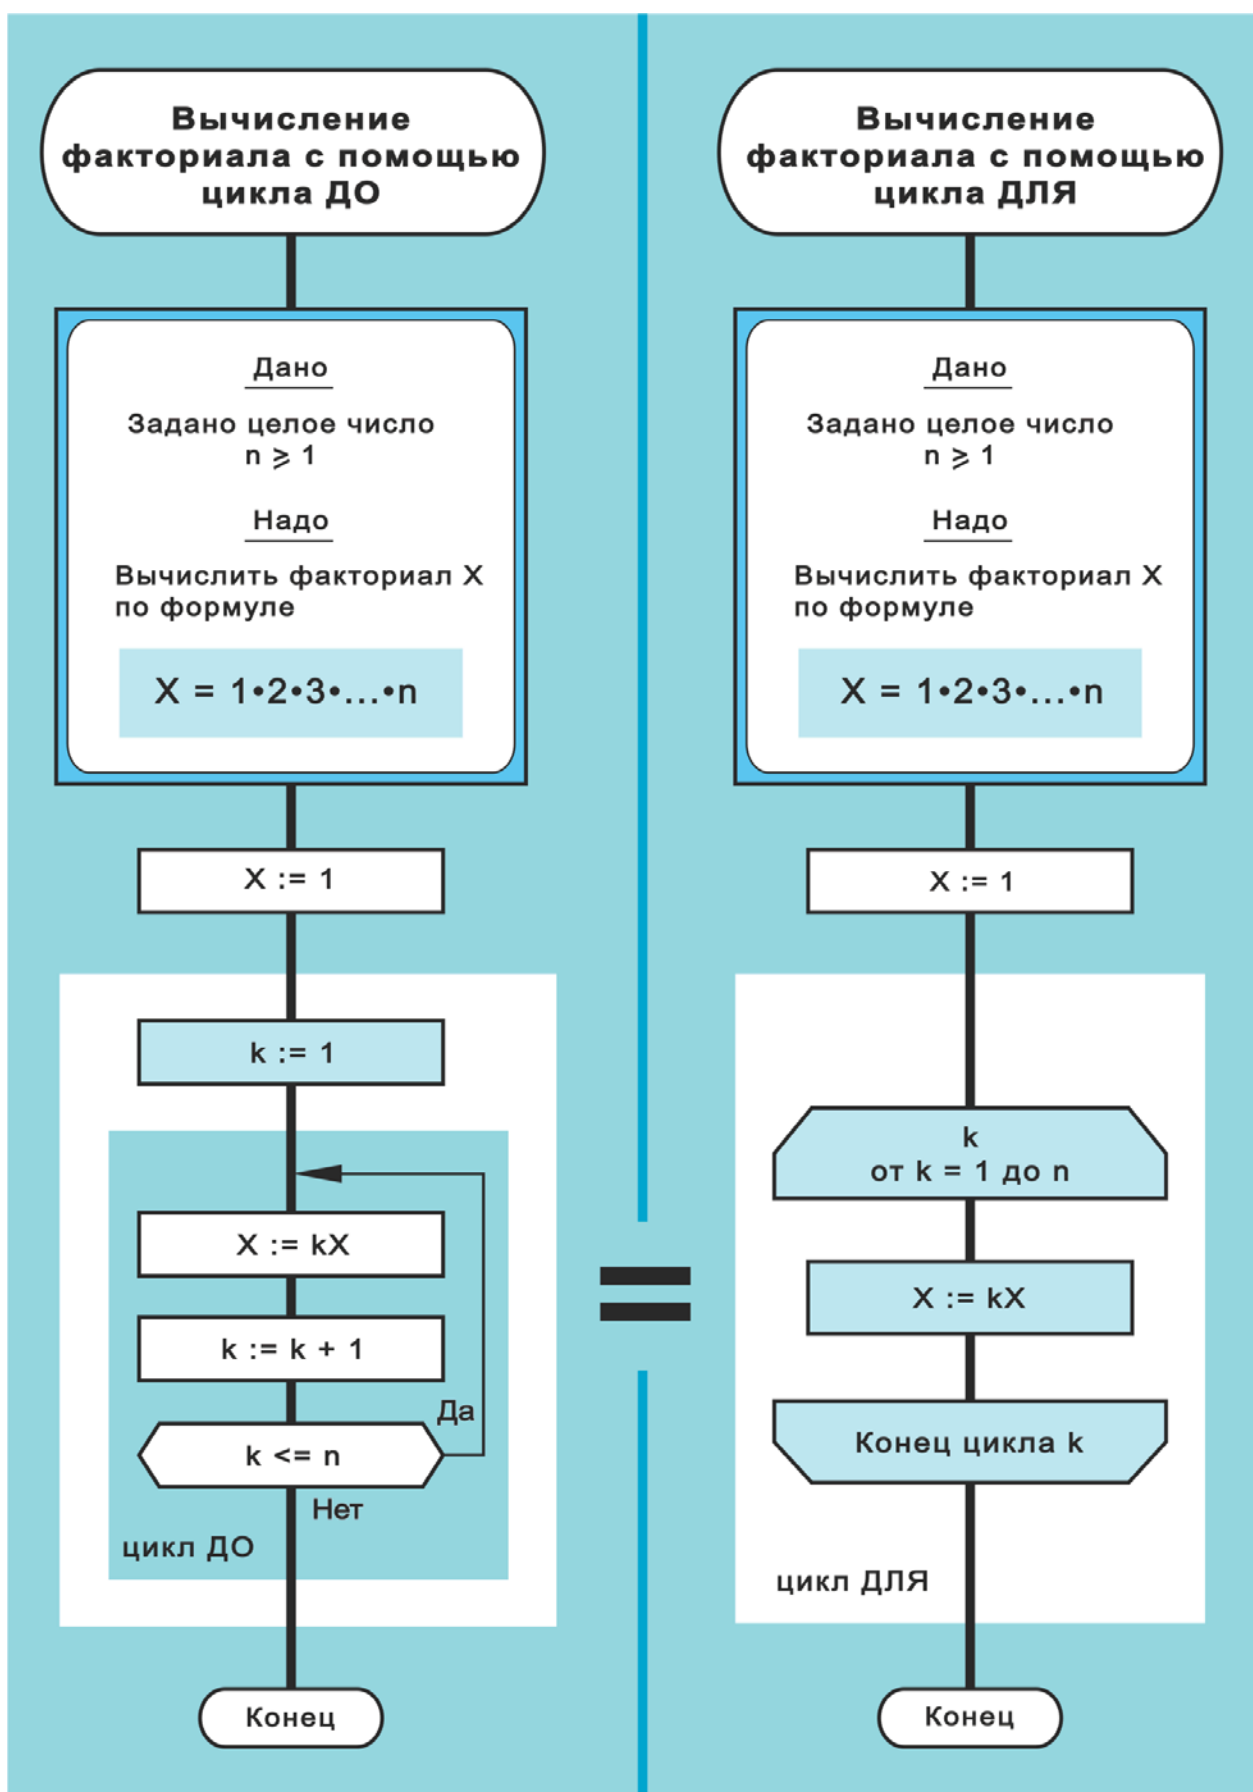 Вычисление
факториала с помощью
цикла ДО
Дано
Задано целое число
n ⩾ 1
Надо
Вычислить факториал X
по формуле
X = 1•2•3•...•n
X := 1
k := 1
X := kX
k := k + 1
Да
k <= n
Нет
цикл ДО
Конец
=
Вычисление
факториала с помощью
цикла ДЛЯ
Дано
Задано целое число
n ⩾ 1
Надо
Вычислить факториал X
по формуле
X = 1•2•3•...•n
X := 1
k
от k = 1 до n
X := kX
Конец цикла k
цикл ДЛЯ
Конец